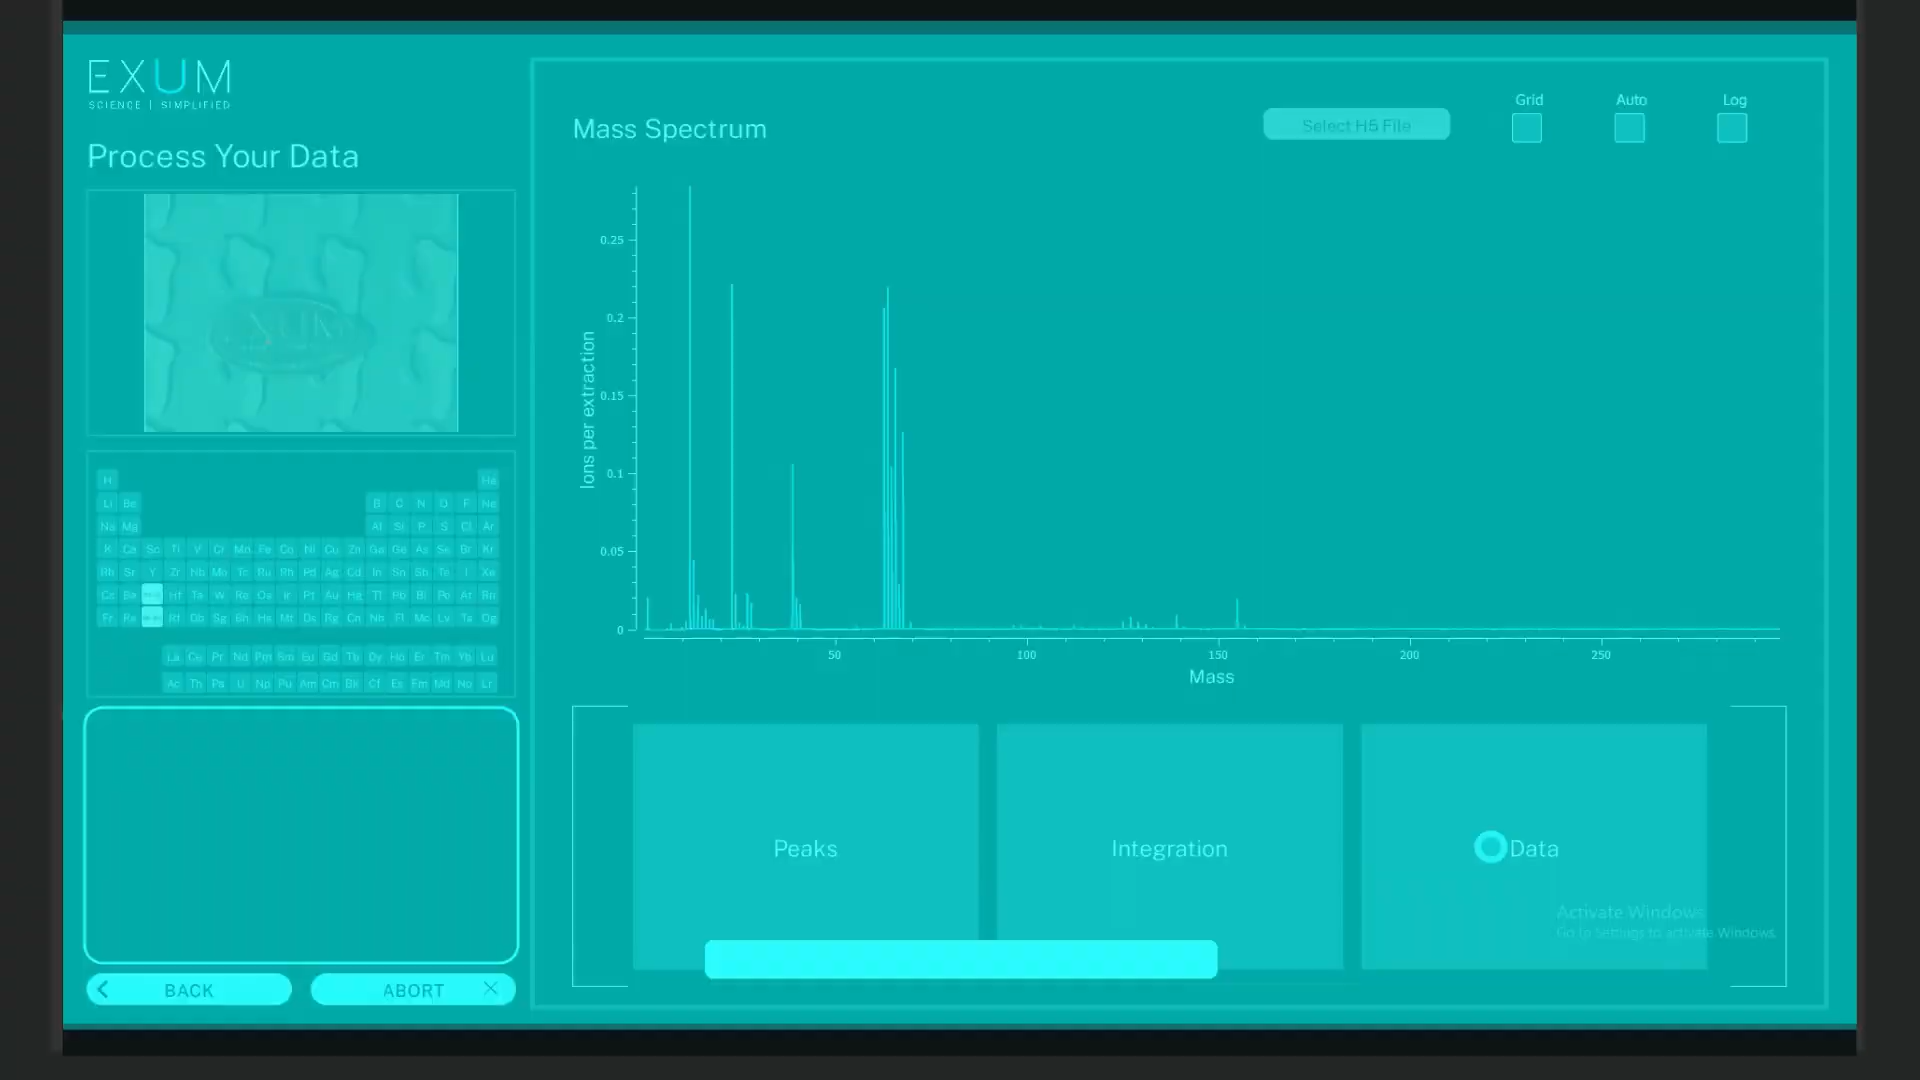 EXUM
SCIENCE | SIMPLIFIED
Process Your Data
Mass Spectrum
Select H5 File
Grid
Auto
Log
Ions per extraction
0.25
0.2
0.15
0.1
0.05
0
50
100
150
200
250
Mass
H He
Li Be B C N O F Ne
Na Mg Al Si P S Cl Ar
K Ca Sc Ti V Cr Mn Fe Co Ni Cu Zn Ga Ge As Se Br Kr
Rb Sr Y Zr Nb Mo Tc Ru Rh Pd Ag Cd In Sn Sb Te I Xe
Cs Ba Hf Ta W Re Os Ir Pt Au Hg Tl Pb Bi Po At Rn
Fr Ra Rf Db Sg Bh Hs Mt Ds Rg Cn Nh Fl Mc Lv Ts Og
La Ce Pr Nd Pm Sm Eu Gd Tb Dy Ho Er Tm Yb Lu
Ac Th Pa U Np Pu Am Cm Bk Cf Es Fm Md No Lr
Peaks
Integration
Data
Activate Windows
Go to Settings to activate Windows.
BACK
ABORT